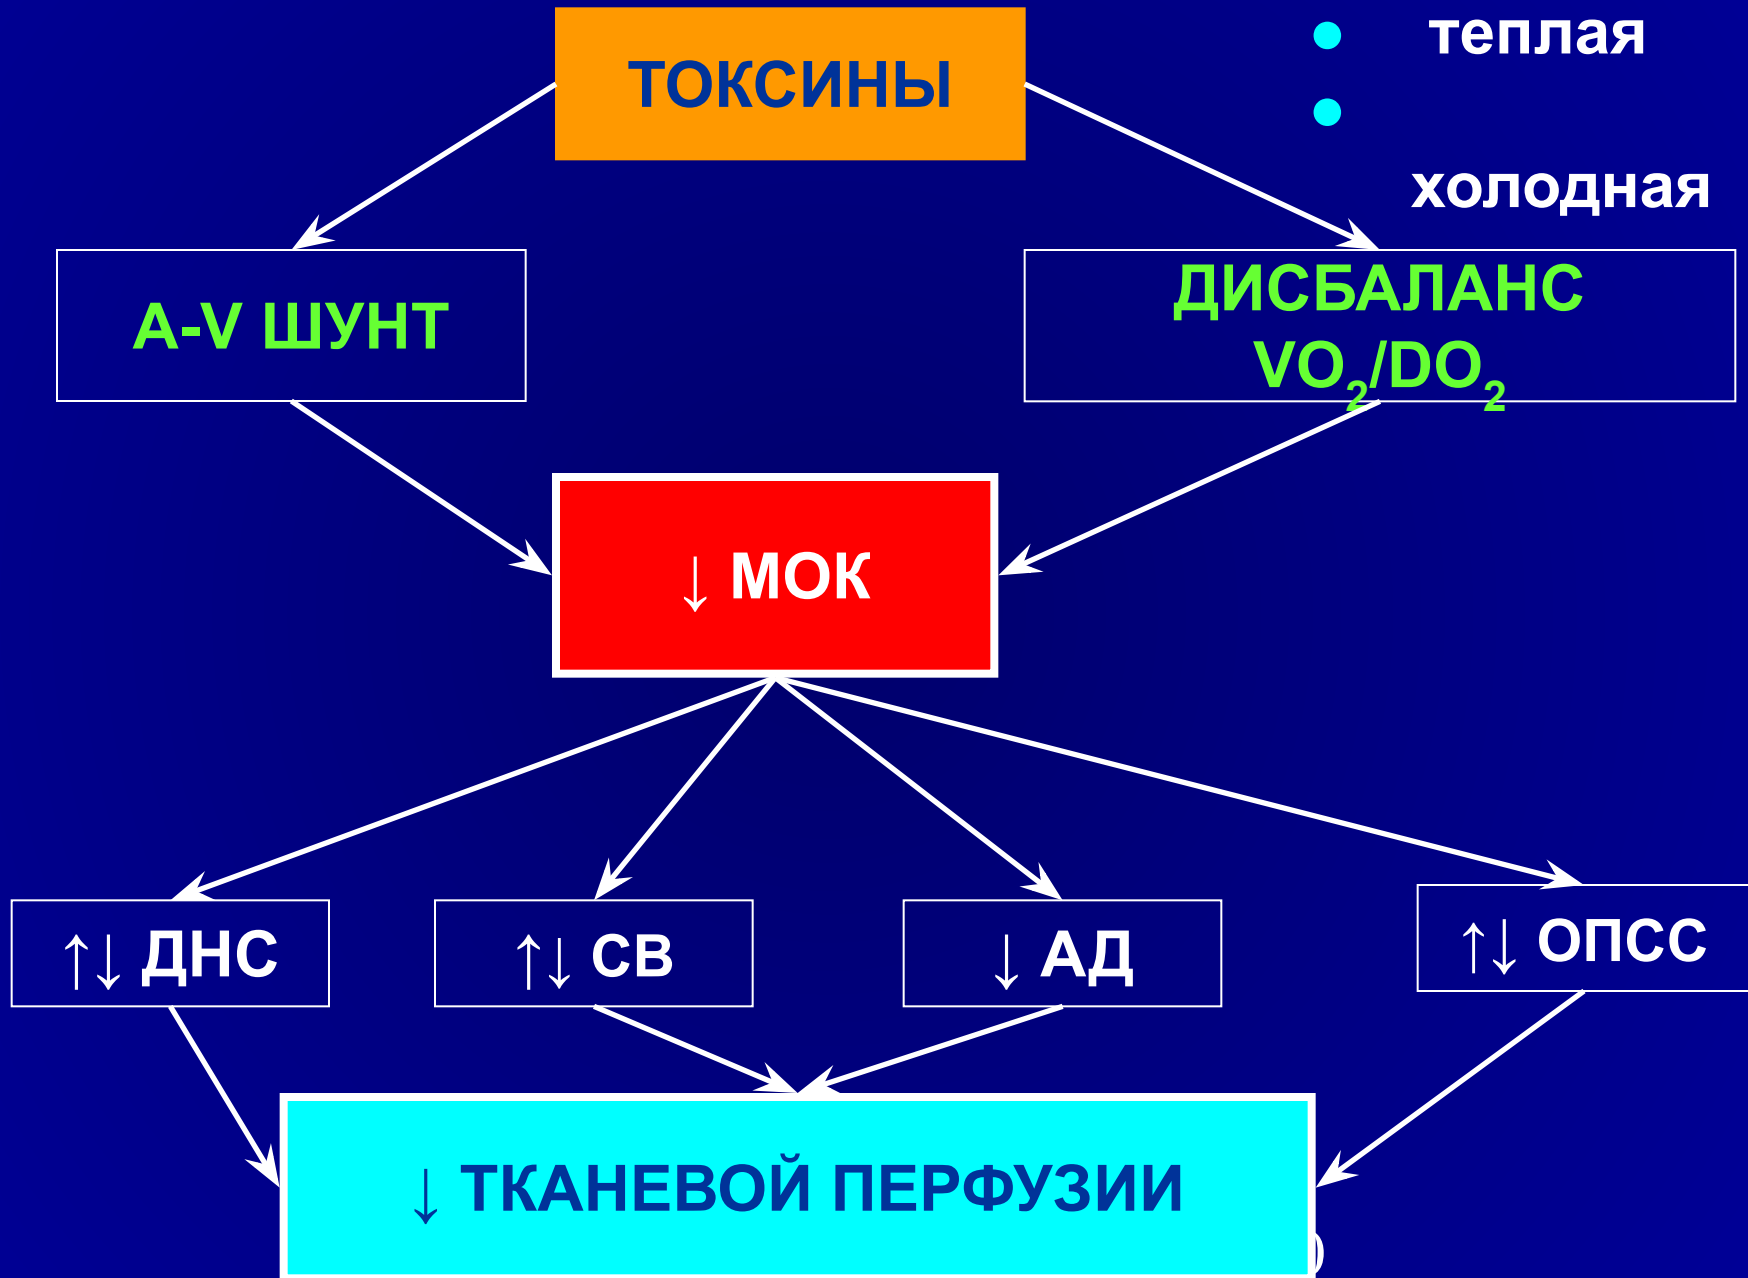 • теплая
•
холодная
ТОКСИНЫ
A-V ШУНТ
ДИСБАЛАНС
VO₂/DO₂
↓ МОК
↑↓ ДНС
↑↓ СВ
↓ АД
↑↓ ОПСС
↓ ТКАНЕВОЙ ПЕРФУЗИИ